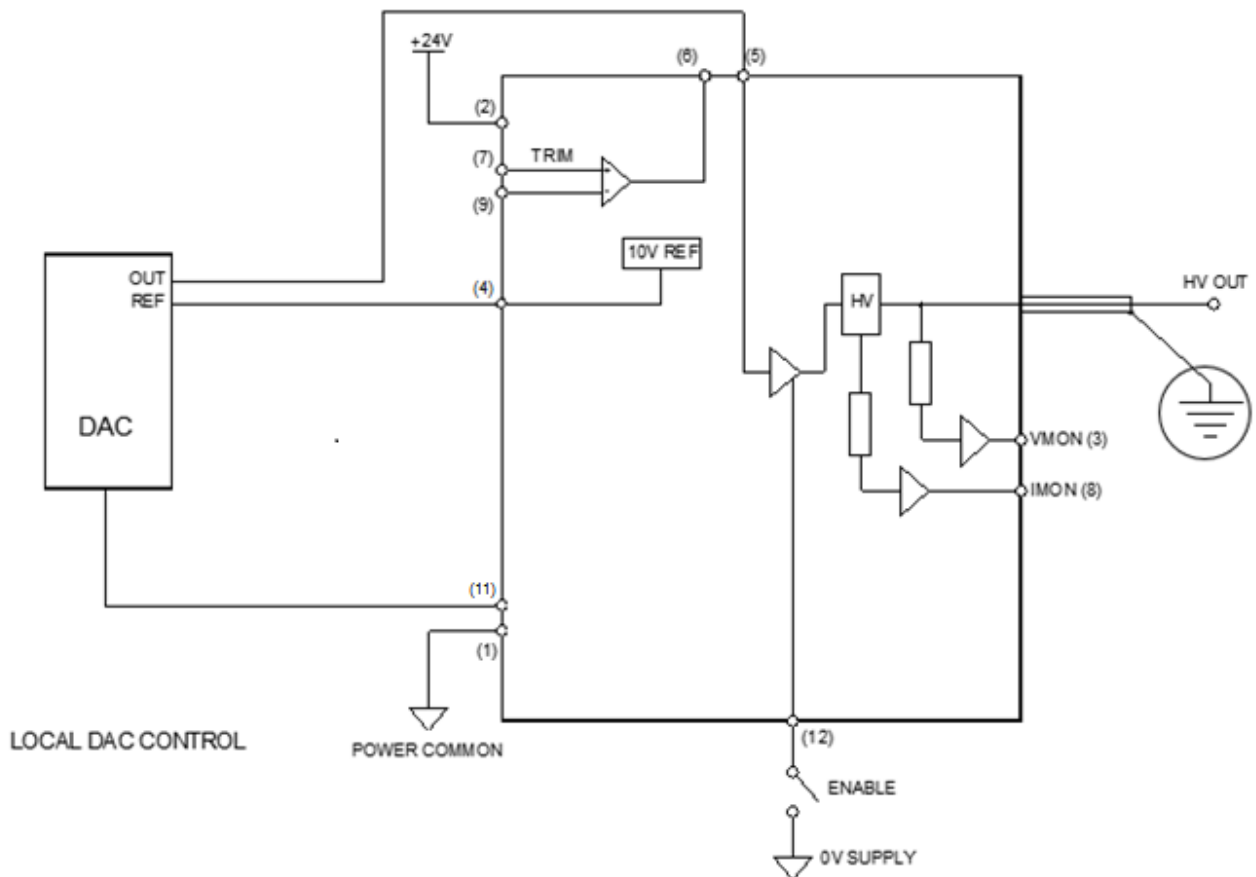 +24V
(6)
(5)
(2)
(7)
TRIM
+
-
(9)
10V REF
OUT
REF
(4)
HV
HV OUT
DAC
VMON (3)
IMON (8)
(11)
(1)
LOCAL DAC CONTROL
POWER COMMON
(12)
ENABLE
0V SUPPLY